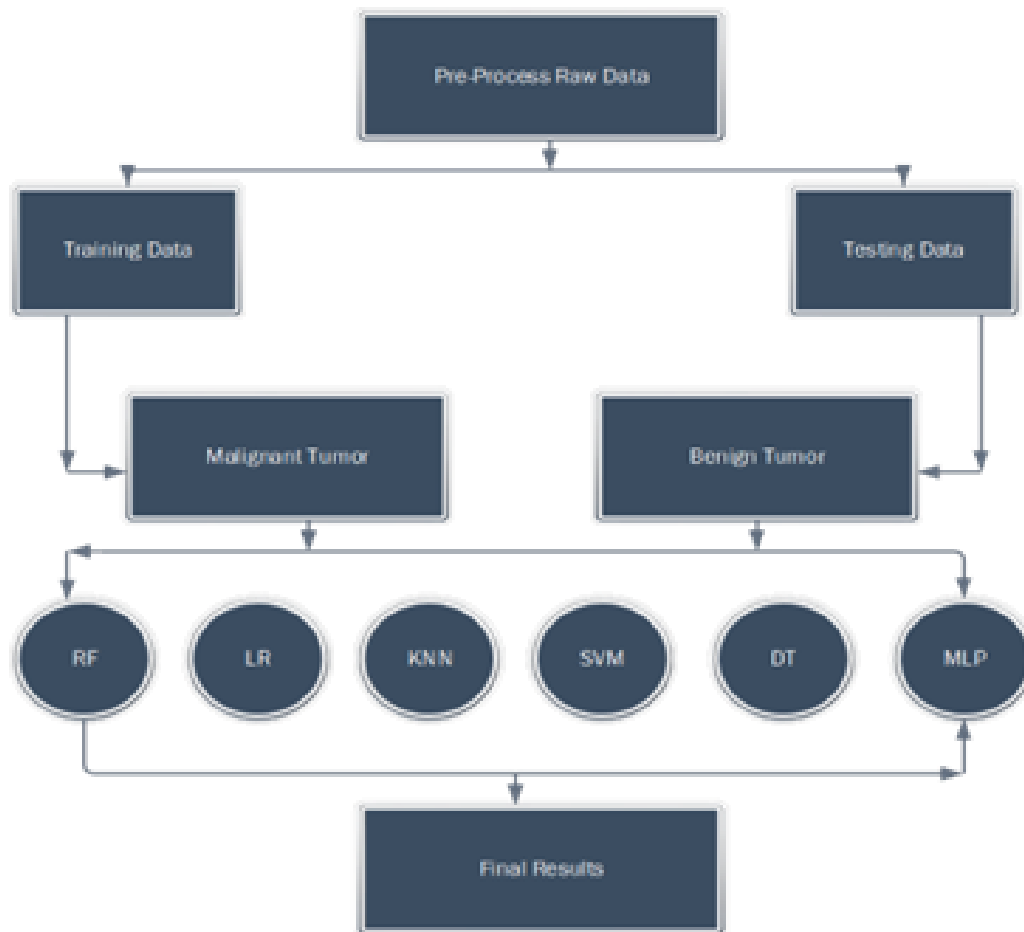 Pre-Process Raw Data
Training Data
Testing Data
Malignant Tumor
Benign Tumor
RF
LR
KNN
SVM
DT
MLP
Final Results